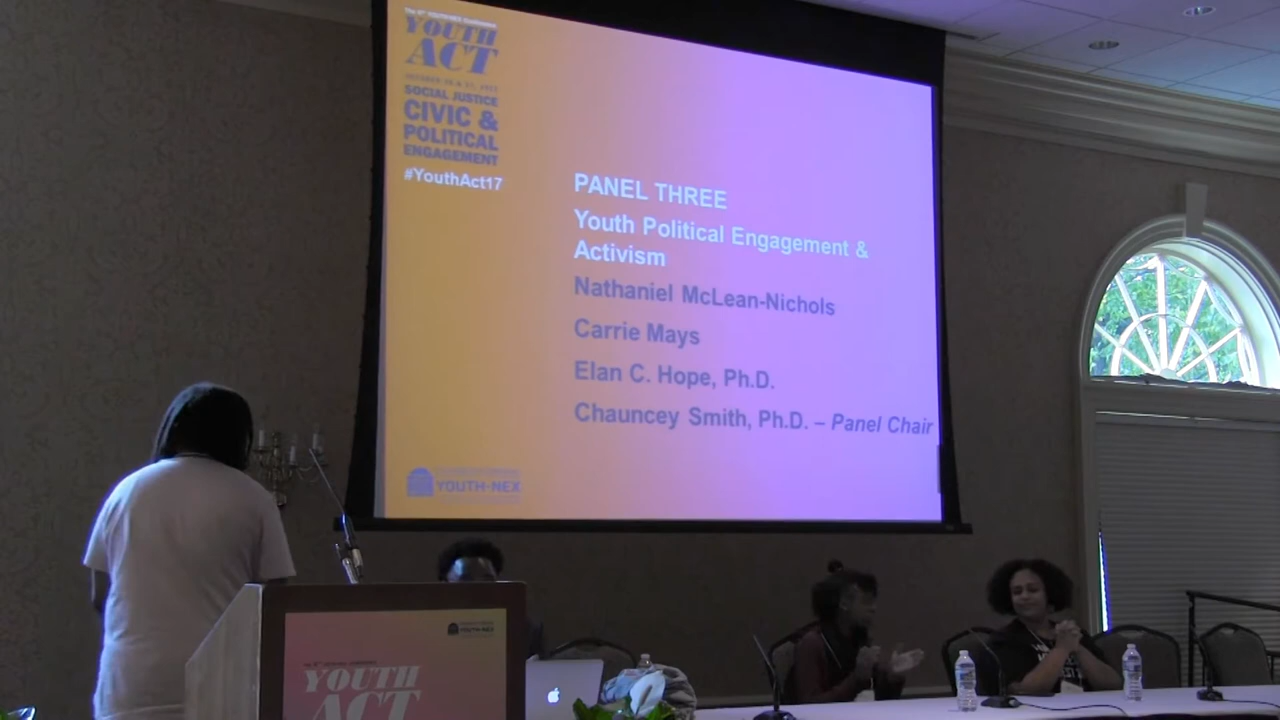 YOUTH
ACT
SOCIAL JUSTICE
CIVIC &
POLITICAL
ENGAGEMENT
#YouthAct17
PANEL THREE
Youth Political Engagement &
Activism
Nathaniel McLean-Nichols
Carrie Mays
Elan C. Hope, Ph.D.
Chauncey Smith, Ph.D. – Panel Chair
YOUTH-NEX
YOUTH-NEX
YOUTH
ACT